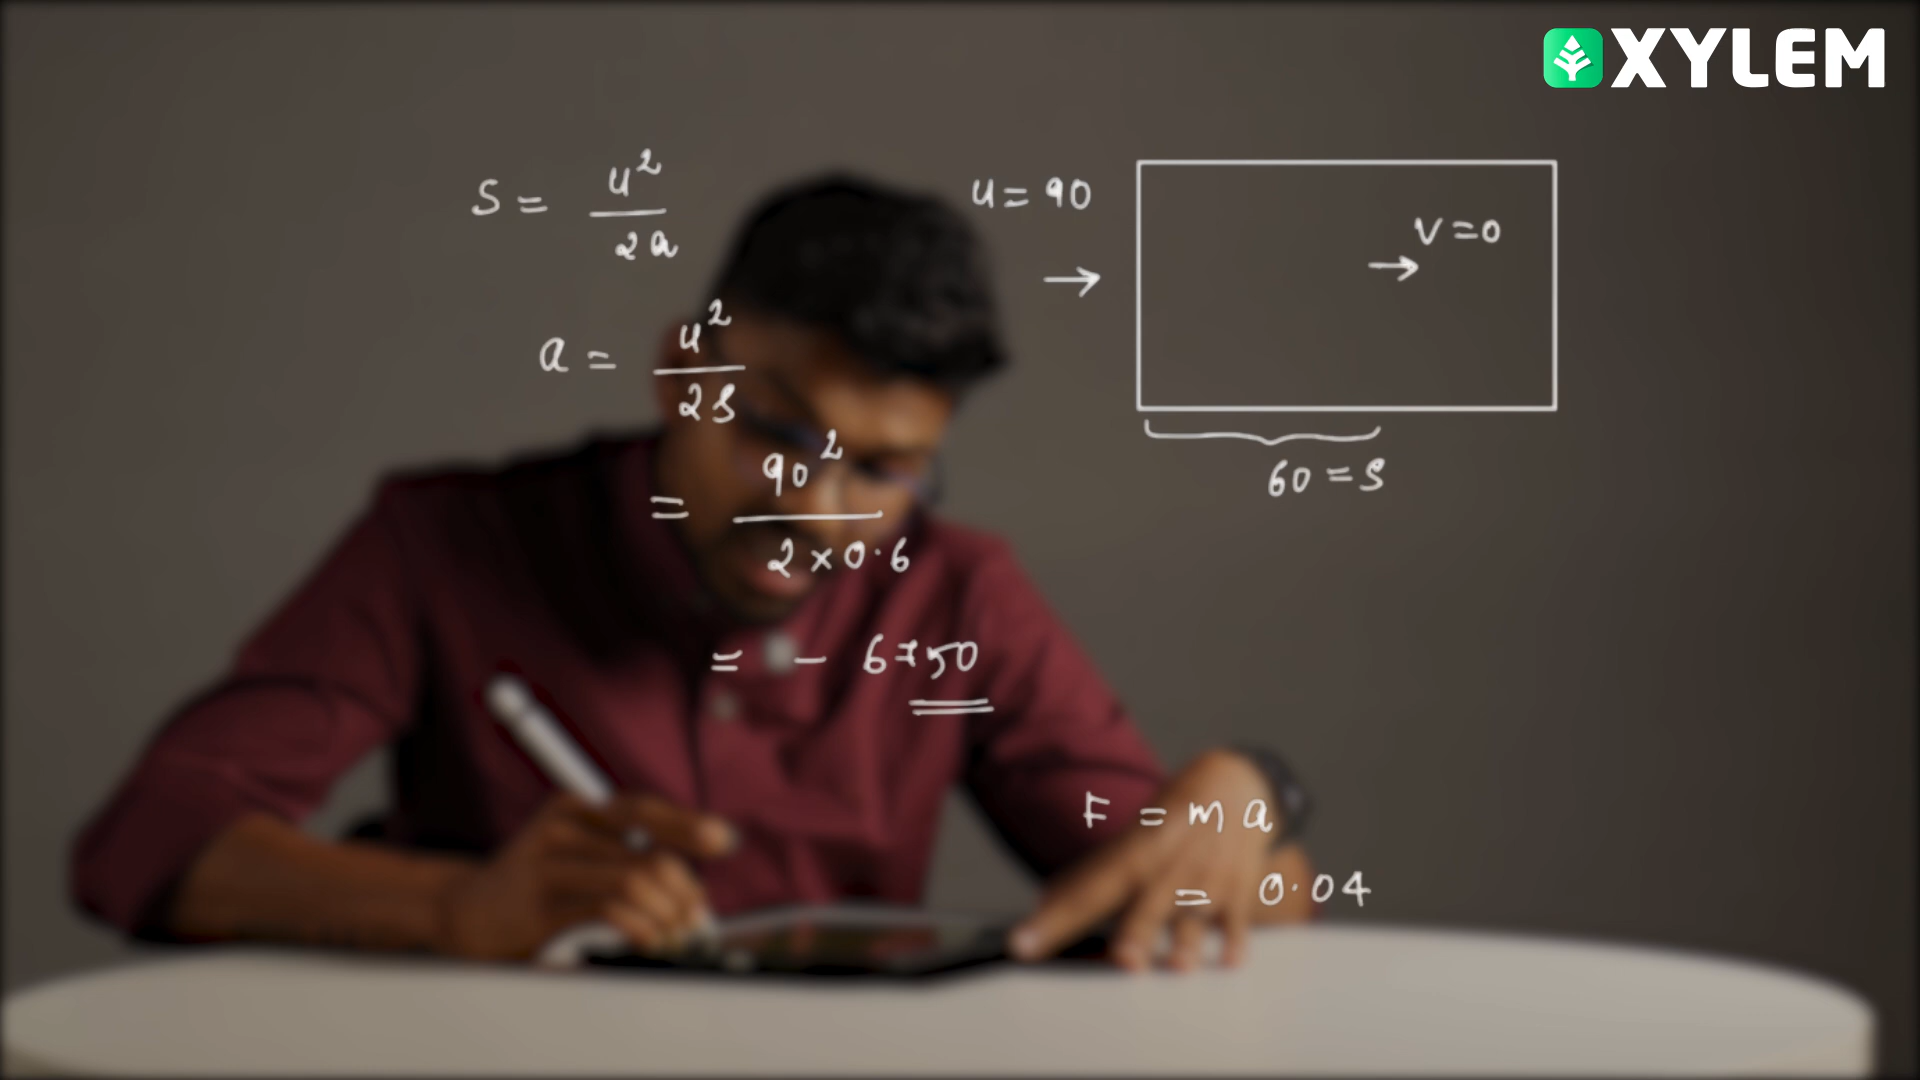 XYLEM
S = u²/2a
u = 90
→
→ v = 0
a = u²/2S
60 = S
= 90²/2 × 0.6
= - 6750
F = ma
= 0.04